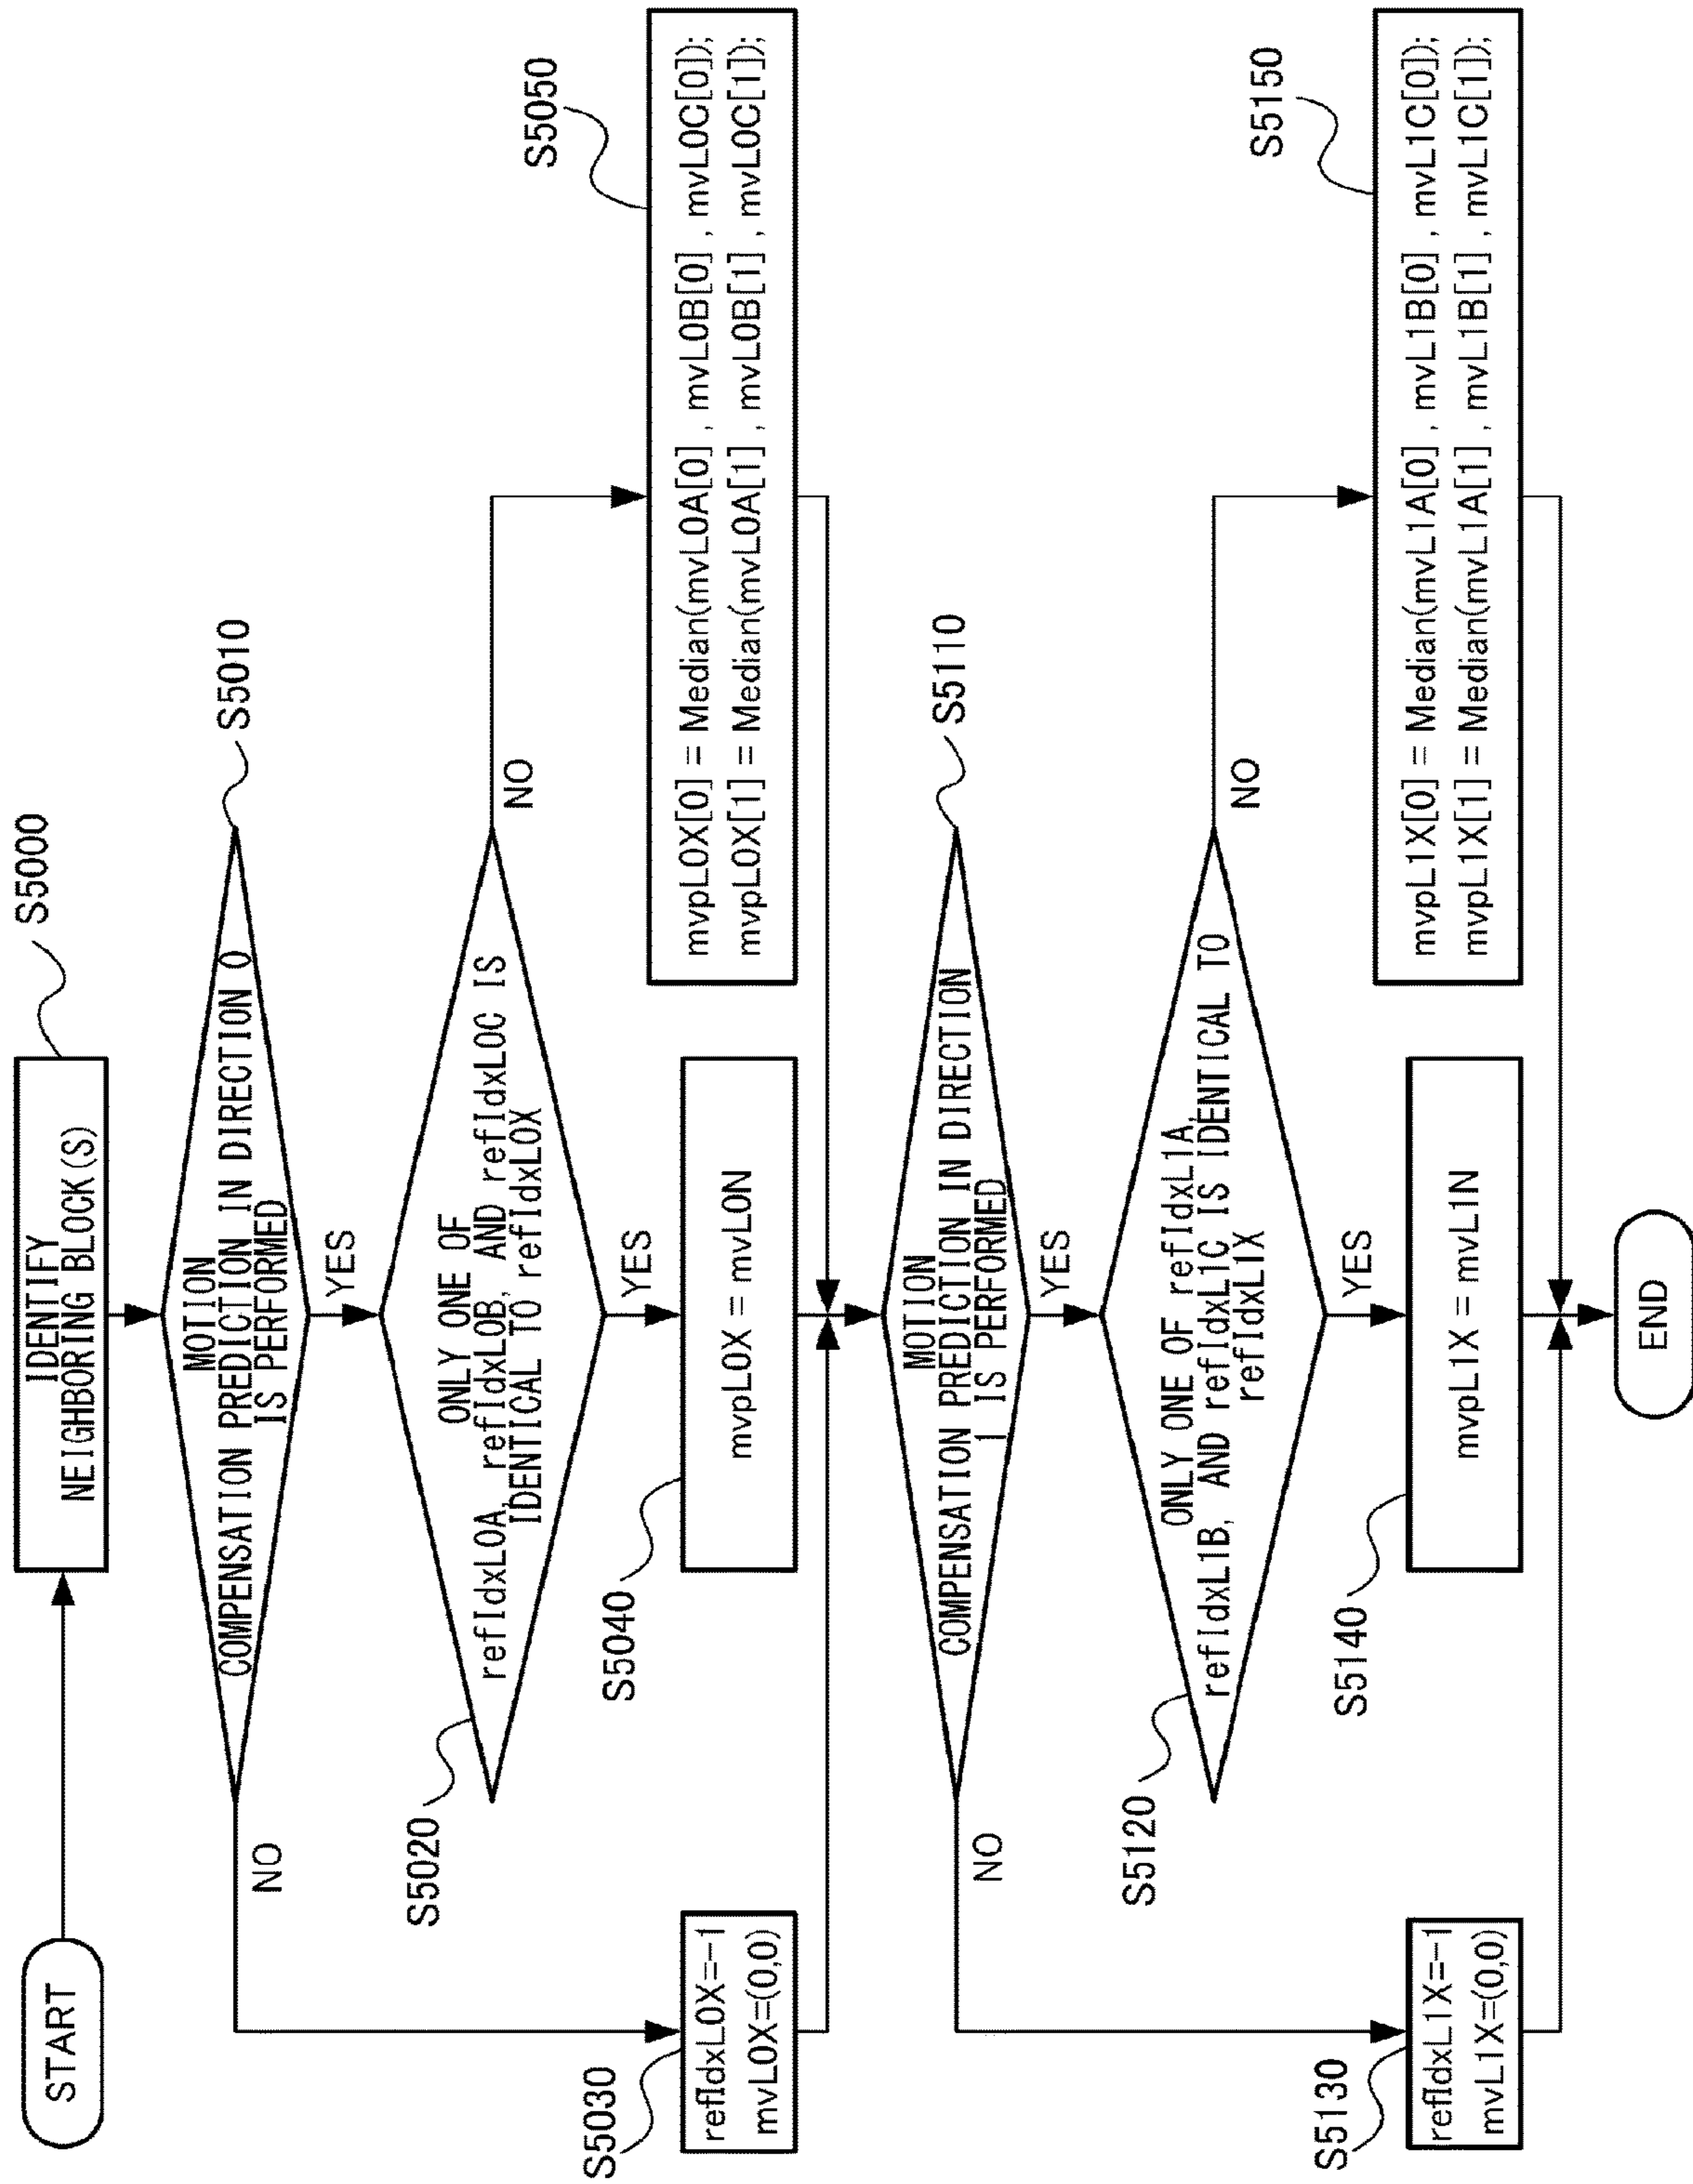 START
IDENTIFY
NEIGHBORING BLOCK(S)
S5000
MOTION
COMPENSATION PREDICTION IN DIRECTION 0
IS PERFORMED
S5010
NO
YES
ONLY ONE OF
refIdxL0A, refIdxL0B, AND refIdxL0C IS
IDENTICAL TO refIdxL0X
S5020
NO
YES
S5030
refIdxL0X=-1
mvL0X=(0,0)
S5040
mvpL0X = mvL0N
S5050
mvpL0X[0] = Median(mvL0A[0] , mvL0B[0] , mvL0C[0]);
mvpL0X[1] = Median(mvL0A[1] , mvL0B[1] , mvL0C[1]);
MOTION
COMPENSATION PREDICTION IN DIRECTION
1 IS PERFORMED
S5110
NO
YES
ONLY ONE OF refIdxL1A,
refIdxL1B, AND refIdxL1C IS IDENTICAL TO
refIdxL1X
S5120
NO
YES
S5130
refIdxL1X=-1
mvL1X=(0,0)
S5140
mvpL1X = mvL1N
S5150
mvpL1X[0] = Median(mvL1A[0] , mvL1B[0] , mvL1C[0]);
mvpL1X[1] = Median(mvL1A[1] , mvL1B[1] , mvL1C[1]);
END